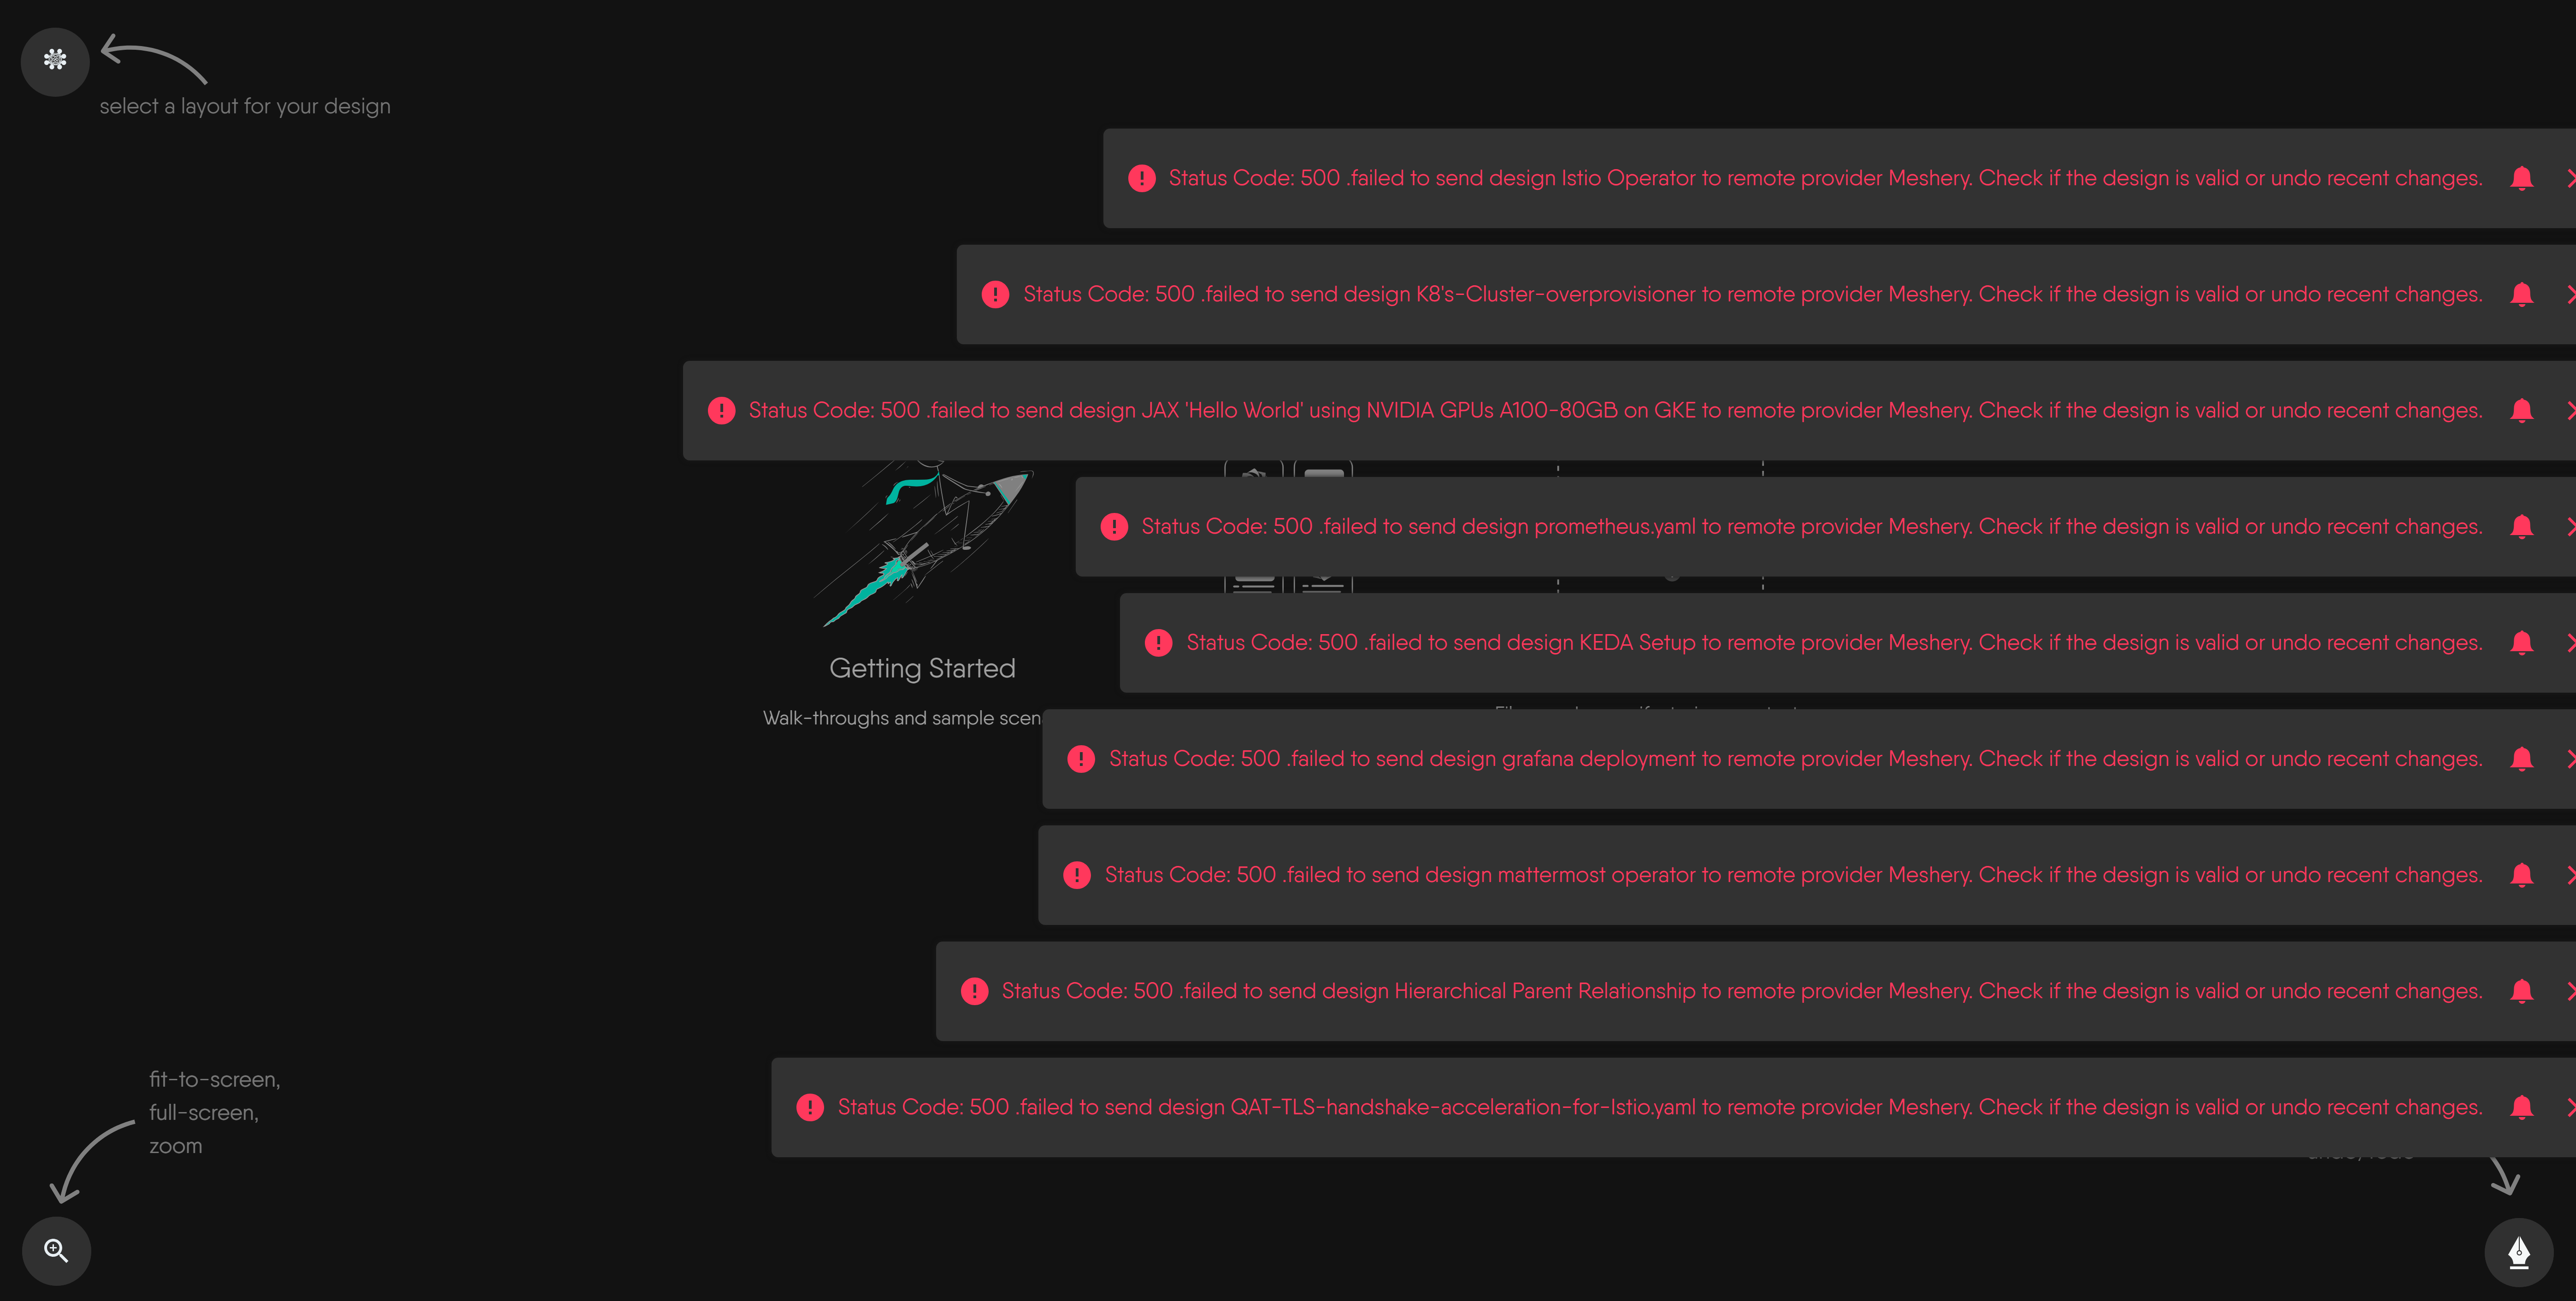 select a layout for your design
Status Code: 500 .failed to send design Istio Operator to remote provider Meshery. Check if the design is valid or undo recent changes.
Status Code: 500 .failed to send design K8's-Cluster-overprovisioner to remote provider Meshery. Check if the design is valid or undo recent changes.
Status Code: 500 .failed to send design JAX 'Hello World' using NVIDIA GPUs A100-80GB on GKE to remote provider Meshery. Check if the design is valid or undo recent changes.
Status Code: 500 .failed to send design prometheus.yaml to remote provider Meshery. Check if the design is valid or undo recent changes.
Status Code: 500 .failed to send design KEDA Setup to remote provider Meshery. Check if the design is valid or undo recent changes.
Getting Started
Walk-throughs and sample scen
Status Code: 500 .failed to send design grafana deployment to remote provider Meshery. Check if the design is valid or undo recent changes.
Status Code: 500 .failed to send design mattermost operator to remote provider Meshery. Check if the design is valid or undo recent changes.
Status Code: 500 .failed to send design Hierarchical Parent Relationship to remote provider Meshery. Check if the design is valid or undo recent changes.
Status Code: 500 .failed to send design QAT-TLS-handshake-acceleration-for-Istio.yaml to remote provider Meshery. Check if the design is valid or undo recent changes.
fit-to-screen,
full-screen,
zoom